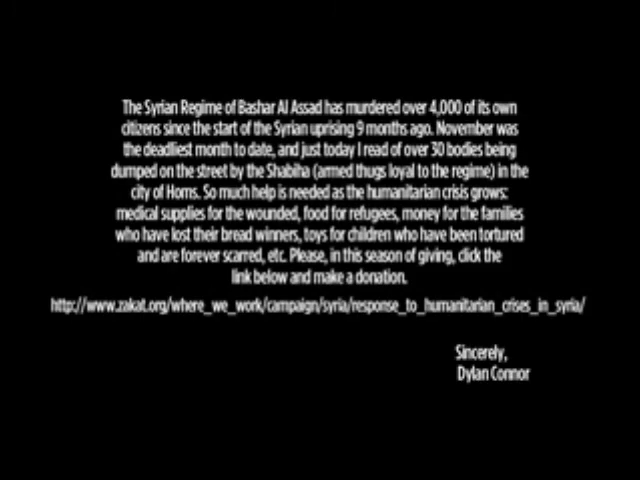 The Syrian Regime of Bashar Al Assad has murdered over 4,000 of its own
citizens since the start of the Syrian uprising 9 months ago. November was
the deadliest month to date, and just today I read of over 30 bodies being
dumped on the street by the Shabiha (armed thugs loyal to the regime) in the
city of Homs. So much help is needed as the humanitarian crisis grows:
medical supplies for the wounded, food for refugees, money for the families
who have lost their bread winners, toys for children who have been tortured
and are forever scarred, etc. Please, in this season of giving, click the
link below and make a donation.
http://www.zakat.org/where_we_work/campaign/syria/response_to_humanitarian_crises_in_syria/
Sincerely,
Dylan Connor